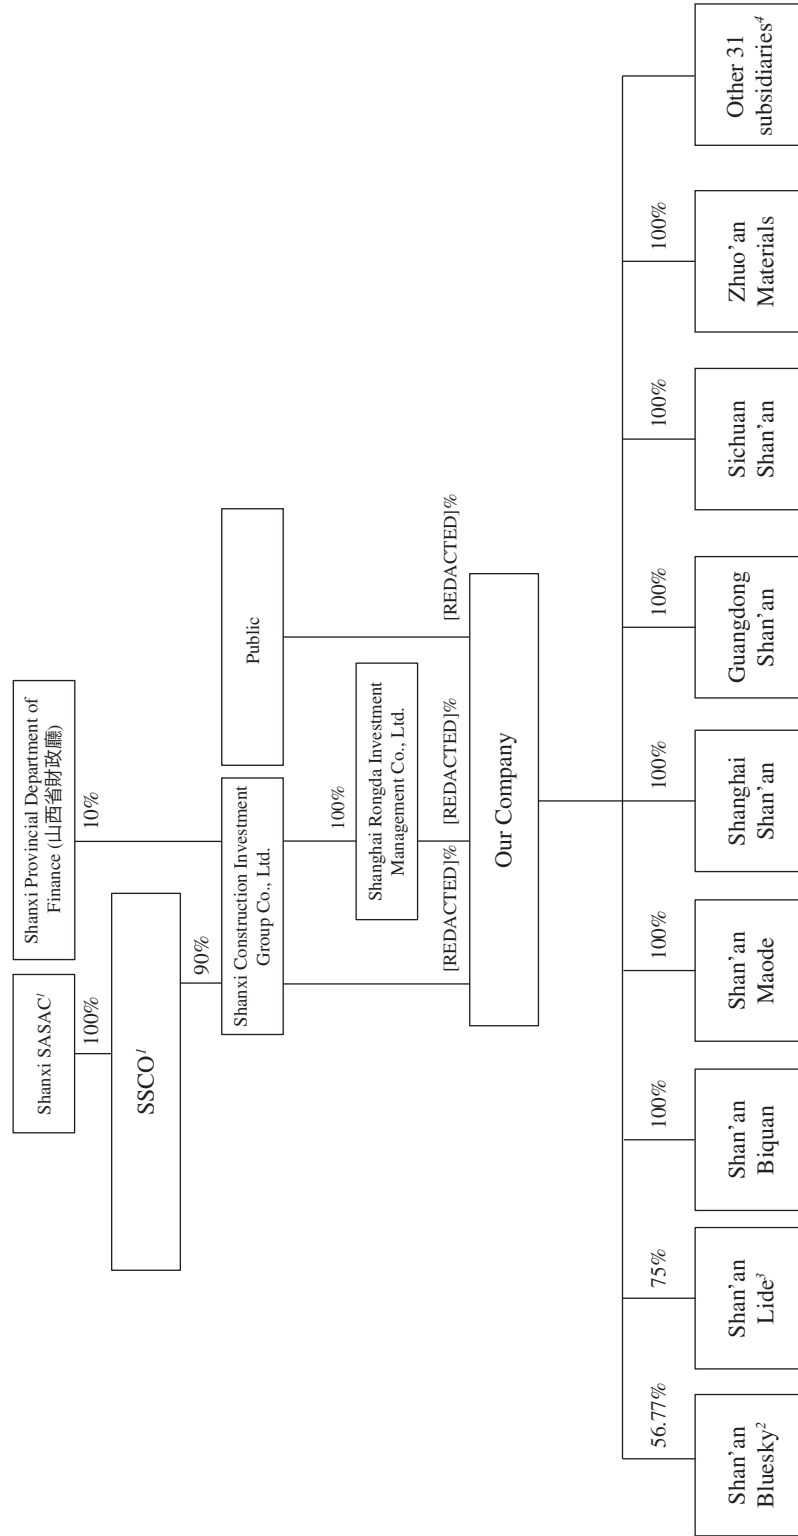 Shanxi SASAC¹
Shanxi Provincial Department of
Finance (山西省財政廳)
100%
10%
SSCO¹
90%
Shanxi Construction Investment
Group Co., Ltd.
Public
100%
Shanghai Rongda Investment
Management Co., Ltd.
[REDACTED]%
[REDACTED]%
[REDACTED]%
Our Company
56.77%
75%
100%
100%
100%
100%
100%
100%
Shan’an
Bluesky²
Shan’an
Lide³
Shan’an
Biquan
Shan’an
Maode
Shanghai
Shan’an
Guangdong
Shan’an
Sichuan
Shan’an
Zhuo’an
Materials
Other 31
subsidiaries⁴